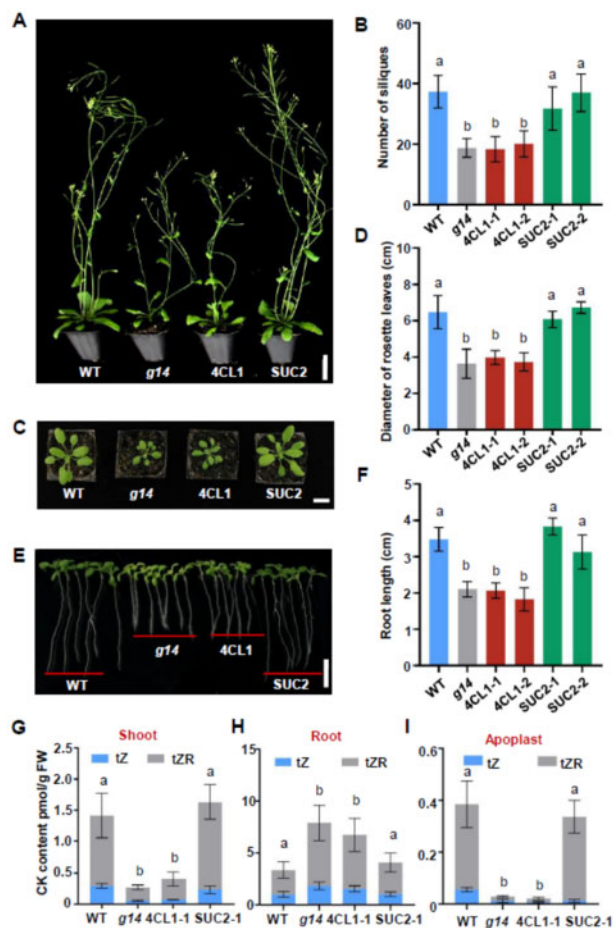 A
WT
g14
4CL1
SUC2
B
Number of siliques
60
40
20
0
a
b
b
b
a
a
WT
g14
4CL1-1
4CL1-2
SUC2-1
SUC2-2
C
WT
g14
4CL1
SUC2
D
Diameter of rosette leaves (cm)
10
8
6
4
2
0
a
b
b
b
a
a
WT
g14
4CL1-1
4CL1-2
SUC2-1
SUC2-2
E
WT
g14
4CL1
SUC2
F
Root length (cm)
5
4
3
2
1
0
a
b
b
b
a
a
WT
g14
4CL1-1
4CL1-2
SUC2-1
SUC2-2
G
Shoot
tZ tZR
CK content pmol/g FW
2.5
2.0
1.5
1.0
0.5
0
a
b
b
a
WT g14 4CL1-1 SUC2-1
H
Root
tZ tZR
15
10
5
0
a
b
b
a
WT g14 4CL1-1 SUC2-1
I
Apoplast
tZ tZR
0.6
0.4
0.2
0.0
a
b
b
a
WT g14 4CL1-1 SUC2-1